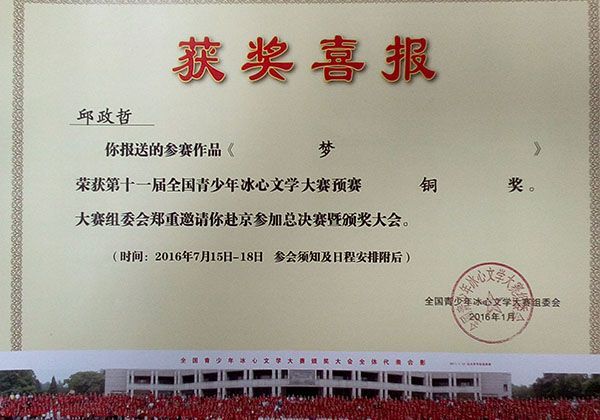 获奖喜报
邱政哲
你报送的参赛作品《 梦 》
荣获第十一届全国青少年冰心文学大赛预赛 铜 奖。
大赛组委会郑重邀请你赴京参加总决赛暨颁奖大会。
（时间：2016年7月15日-18日 参会须知及日程安排附后）
全国青少年冰心文学大赛组委会
2016年1月
全国青少年冰心文学大赛颁奖大会全体代表合影